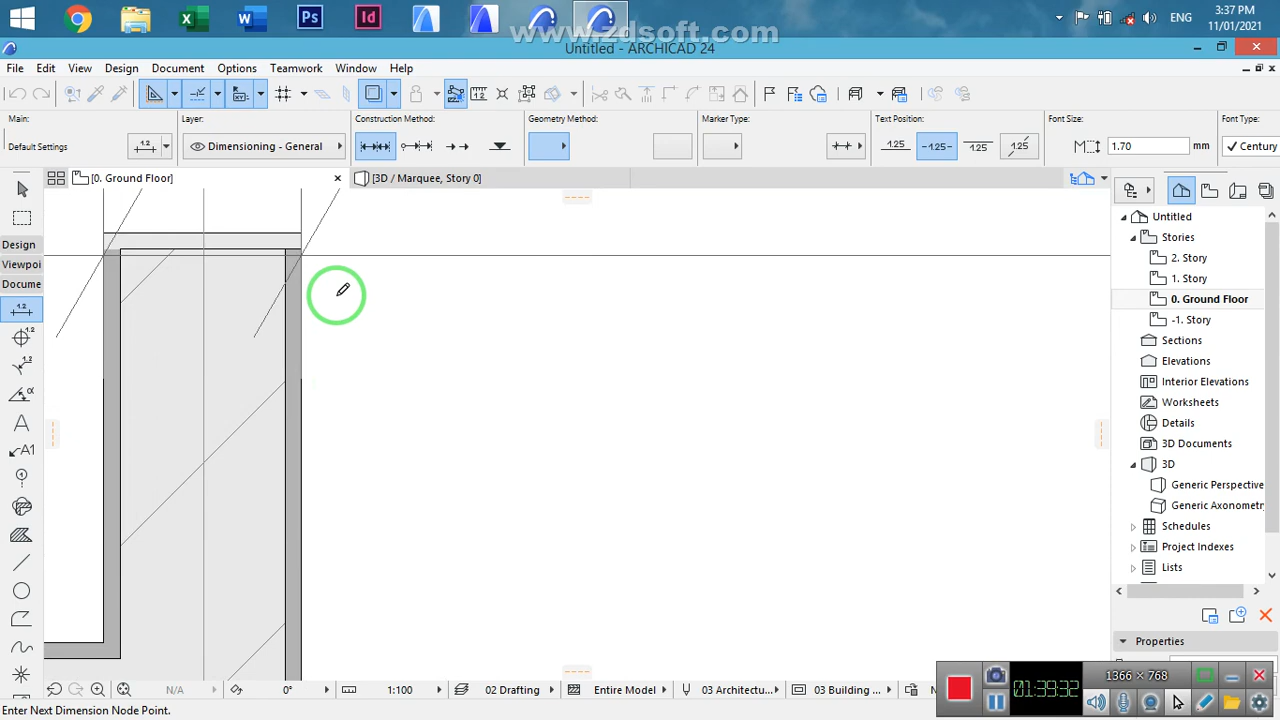 www.zdsoft.com
ENG
3:37 PM
11/01/2021
Untitled - ARCHICAD 24
File Edit View Design Document Options Teamwork Window Help
Main:
Default Settings
Layer:
Dimensioning - General
Construction Method:
Geometry Method:
Marker Type:
Text Position:
Font Size:
1.70 mm
Font Type:
Century
[0. Ground Floor]
[3D / Marquee, Story 0]
Design
Viewpoi
Docume
Untitled
Stories
2. Story
1. Story
0. Ground Floor
-1. Story
Sections
Elevations
Interior Elevations
Worksheets
Details
3D Documents
3D
Generic Perspective
Generic Axonometr
Schedules
Project Indexes
Lists
Properties
N/A
0°
1:100
02 Drafting
Entire Model
03 Architectu...
03 Building ...
Enter Next Dimension Node Point.
01:39:32
1366 × 768